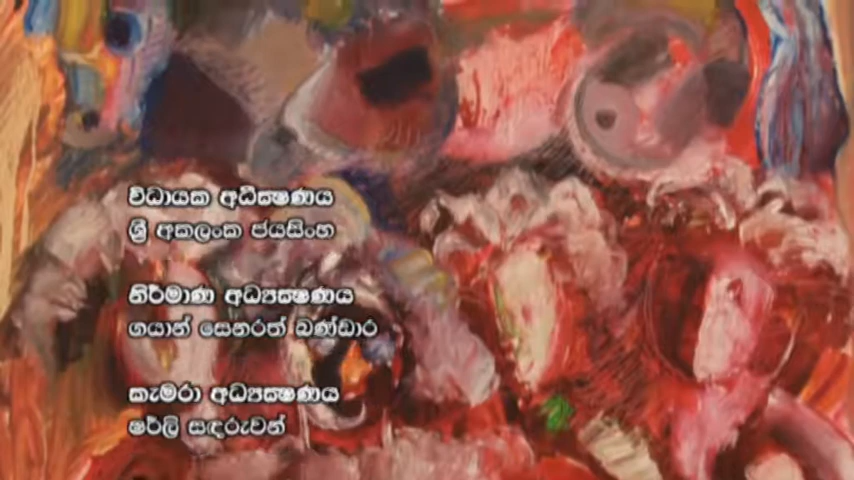 විධායක අධීක්ෂණය
ශ්‍රී අකලංක ජයසිංහ
නිර්මාණ අධ්‍යක්ෂණය
ගයාන් සෙනරත් බණ්ඩාර
කැමරා අධ්‍යක්ෂණය
ෂර්ලි සඳරුවන්